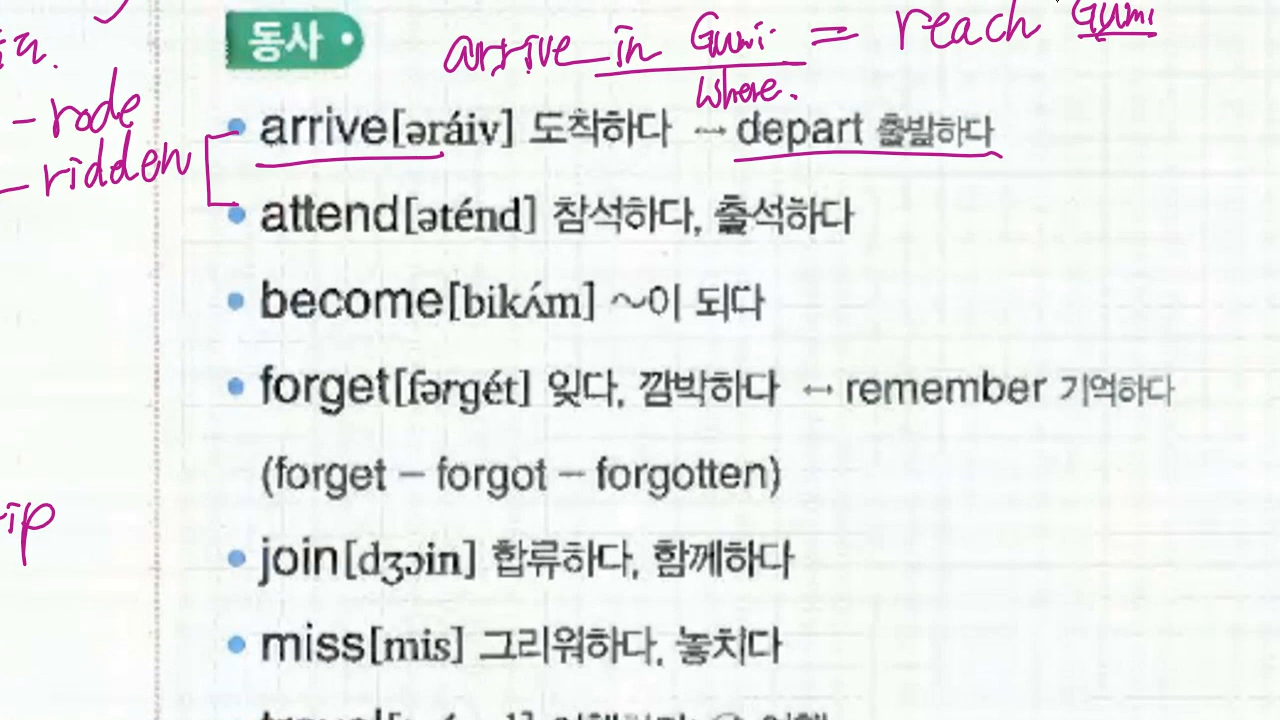 arrive in Gumi = reach Gumi
where.
동사
- rode
- ridden
arrive[əráiv] 도착하다 ↔ depart 출발하다
attend[əténd] 참석하다, 출석하다
become[bikʌ́m] ~이 되다
forget[fərgét] 잊다, 깜박하다 ↔ remember 기억하다
(forget – forgot – forgotten)
join[dʒɔin] 합류하다, 함께하다
miss[mis] 그리워하다, 놓치다